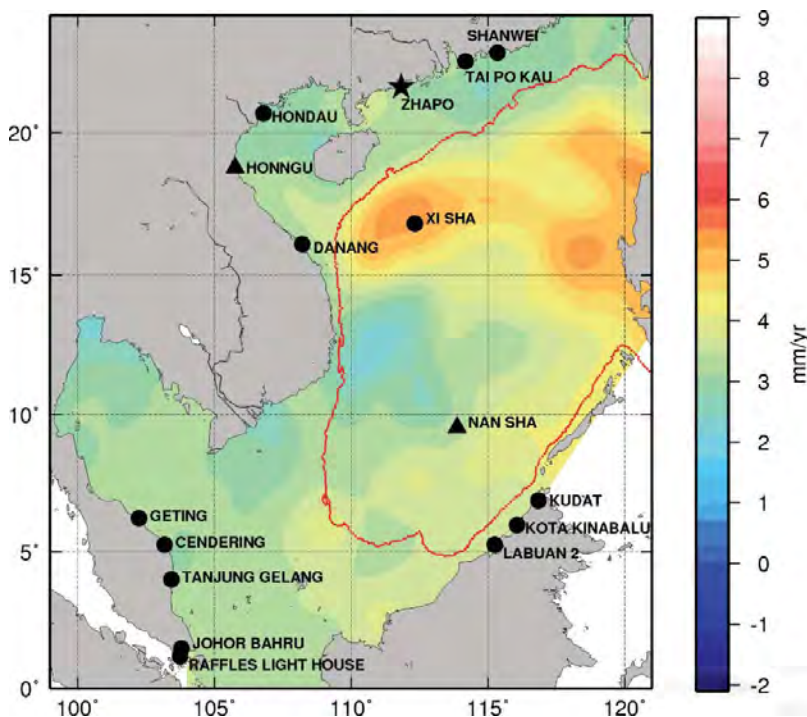 SHANWEI
TAI PO KAU
ZHAPO
HONDAU
HONNGU
XI SHA
DANANG
NAN SHA
KUDAT
KOTA KINABALU
LABUAN 2
GETING
CENDERING
TANJUNG GELANG
JOHOR BAHRU
RAFFLES LIGHT HOUSE
20°
15°
10°
5°
0°
100°
105°
110°
115°
120°
9
8
7
6
5
4
3
2
1
0
-1
-2
mm/yr